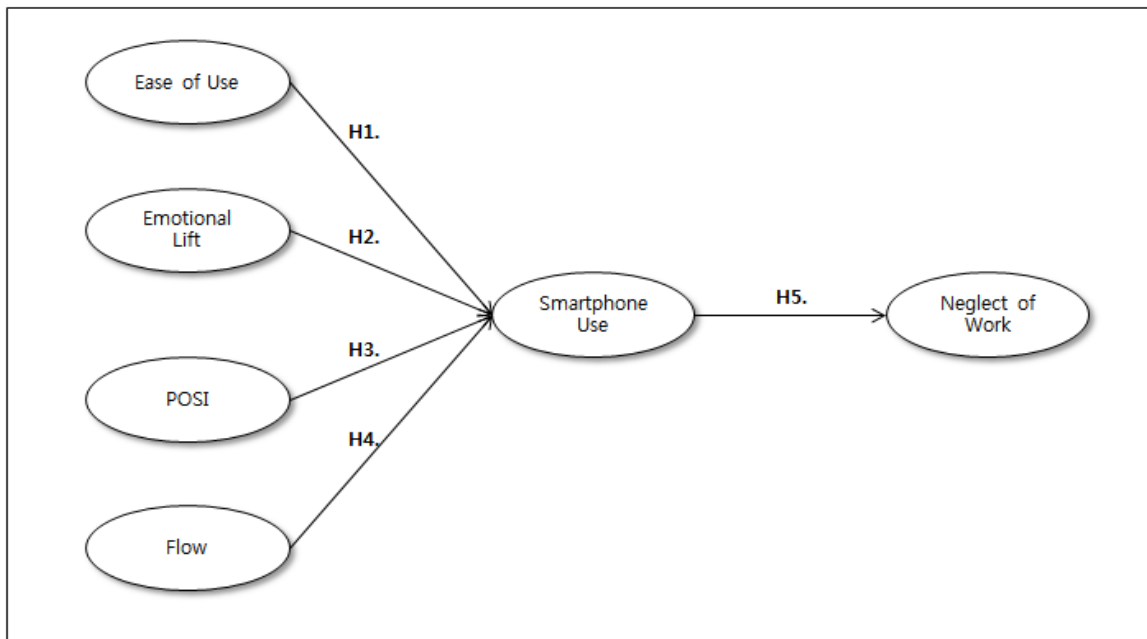 Ease of Use
H1.
Emotional
Lift
H2.
Smartphone
Use
H5.
Neglect of
Work
H3.
POSI
H4.
Flow